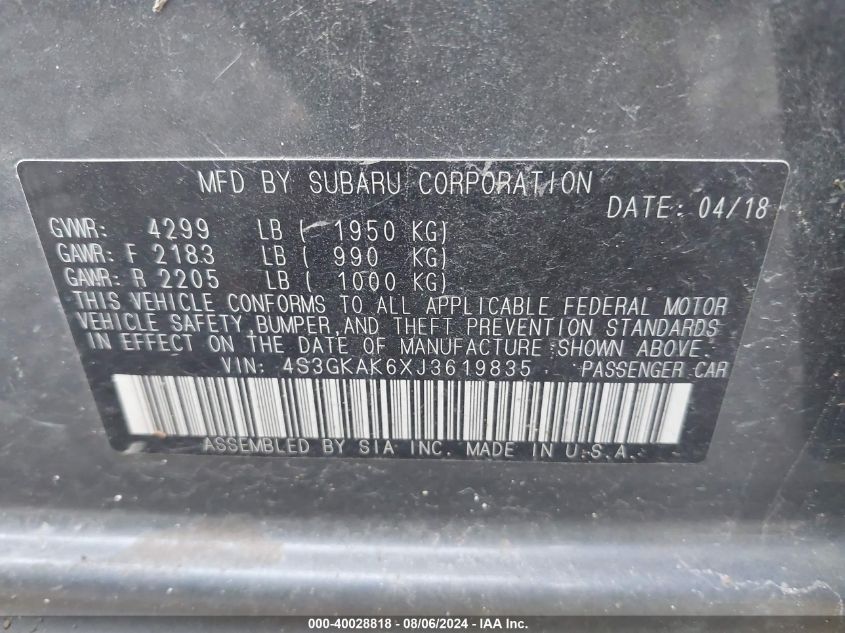 MFD BY SUBARU CORPORATION
DATE: 04/18
GVWR: 4299 LB ( 1950 KG)
GAWR: F 2183 LB ( 990 KG)
GAWR: R 2205 LB ( 1000 KG)
THIS VEHICLE CONFORMS TO ALL APPLICABLE FEDERAL MOTOR
VEHICLE SAFETY,BUMPER,AND THEFT PREVENTION STANDARDS
IN EFFECT ON THE DATE OF MANUFACTURE SHOWN ABOVE.
VIN: 4S3GKAK6XJ3619835 PASSENGER CAR
ASSEMBLED BY SIA INC. MADE IN U.S.A.
000-40028818 - 08/06/2024 - IAA Inc.